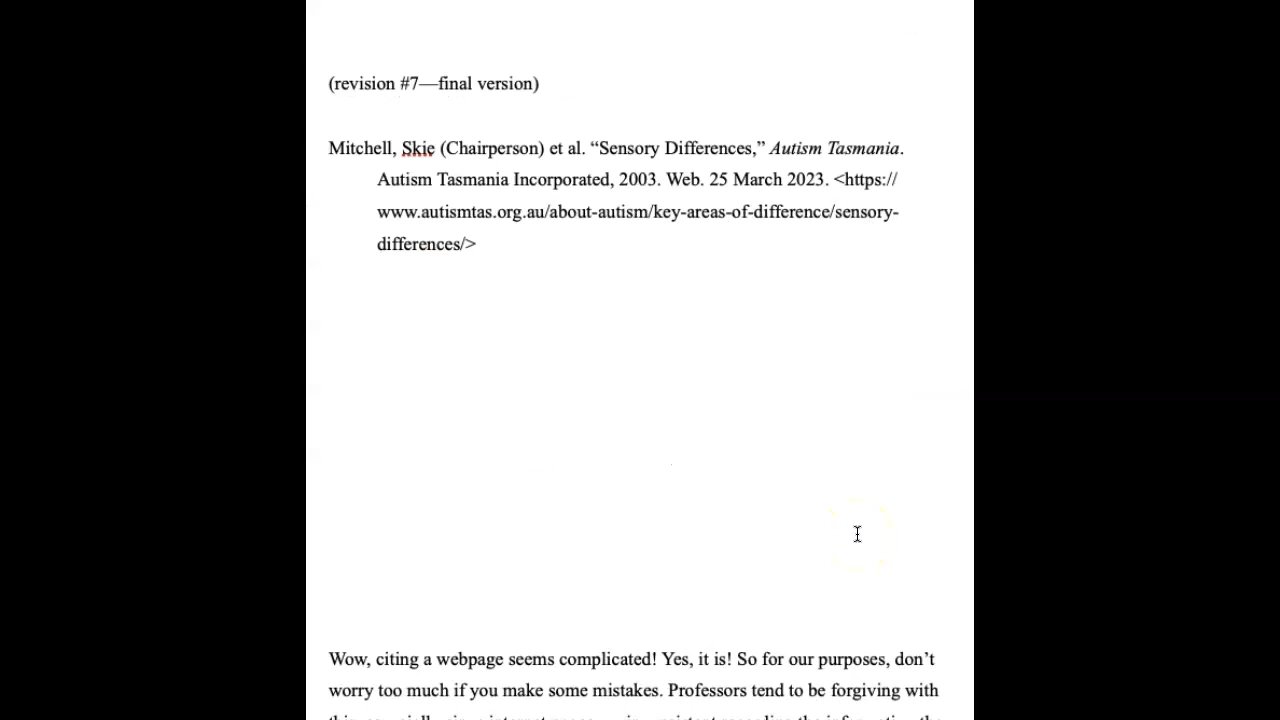 (revision #7—final version)
Mitchell, Skie (Chairperson) et al. “Sensory Differences,” Autism Tasmania.
Autism Tasmania Incorporated, 2003. Web. 25 March 2023. <https://
www.autismtas.org.au/about-autism/key-areas-of-difference/sensory-
differences/>
Wow, citing a webpage seems complicated! Yes, it is! So for our purposes, don’t
worry too much if you make some mistakes. Professors tend to be forgiving with